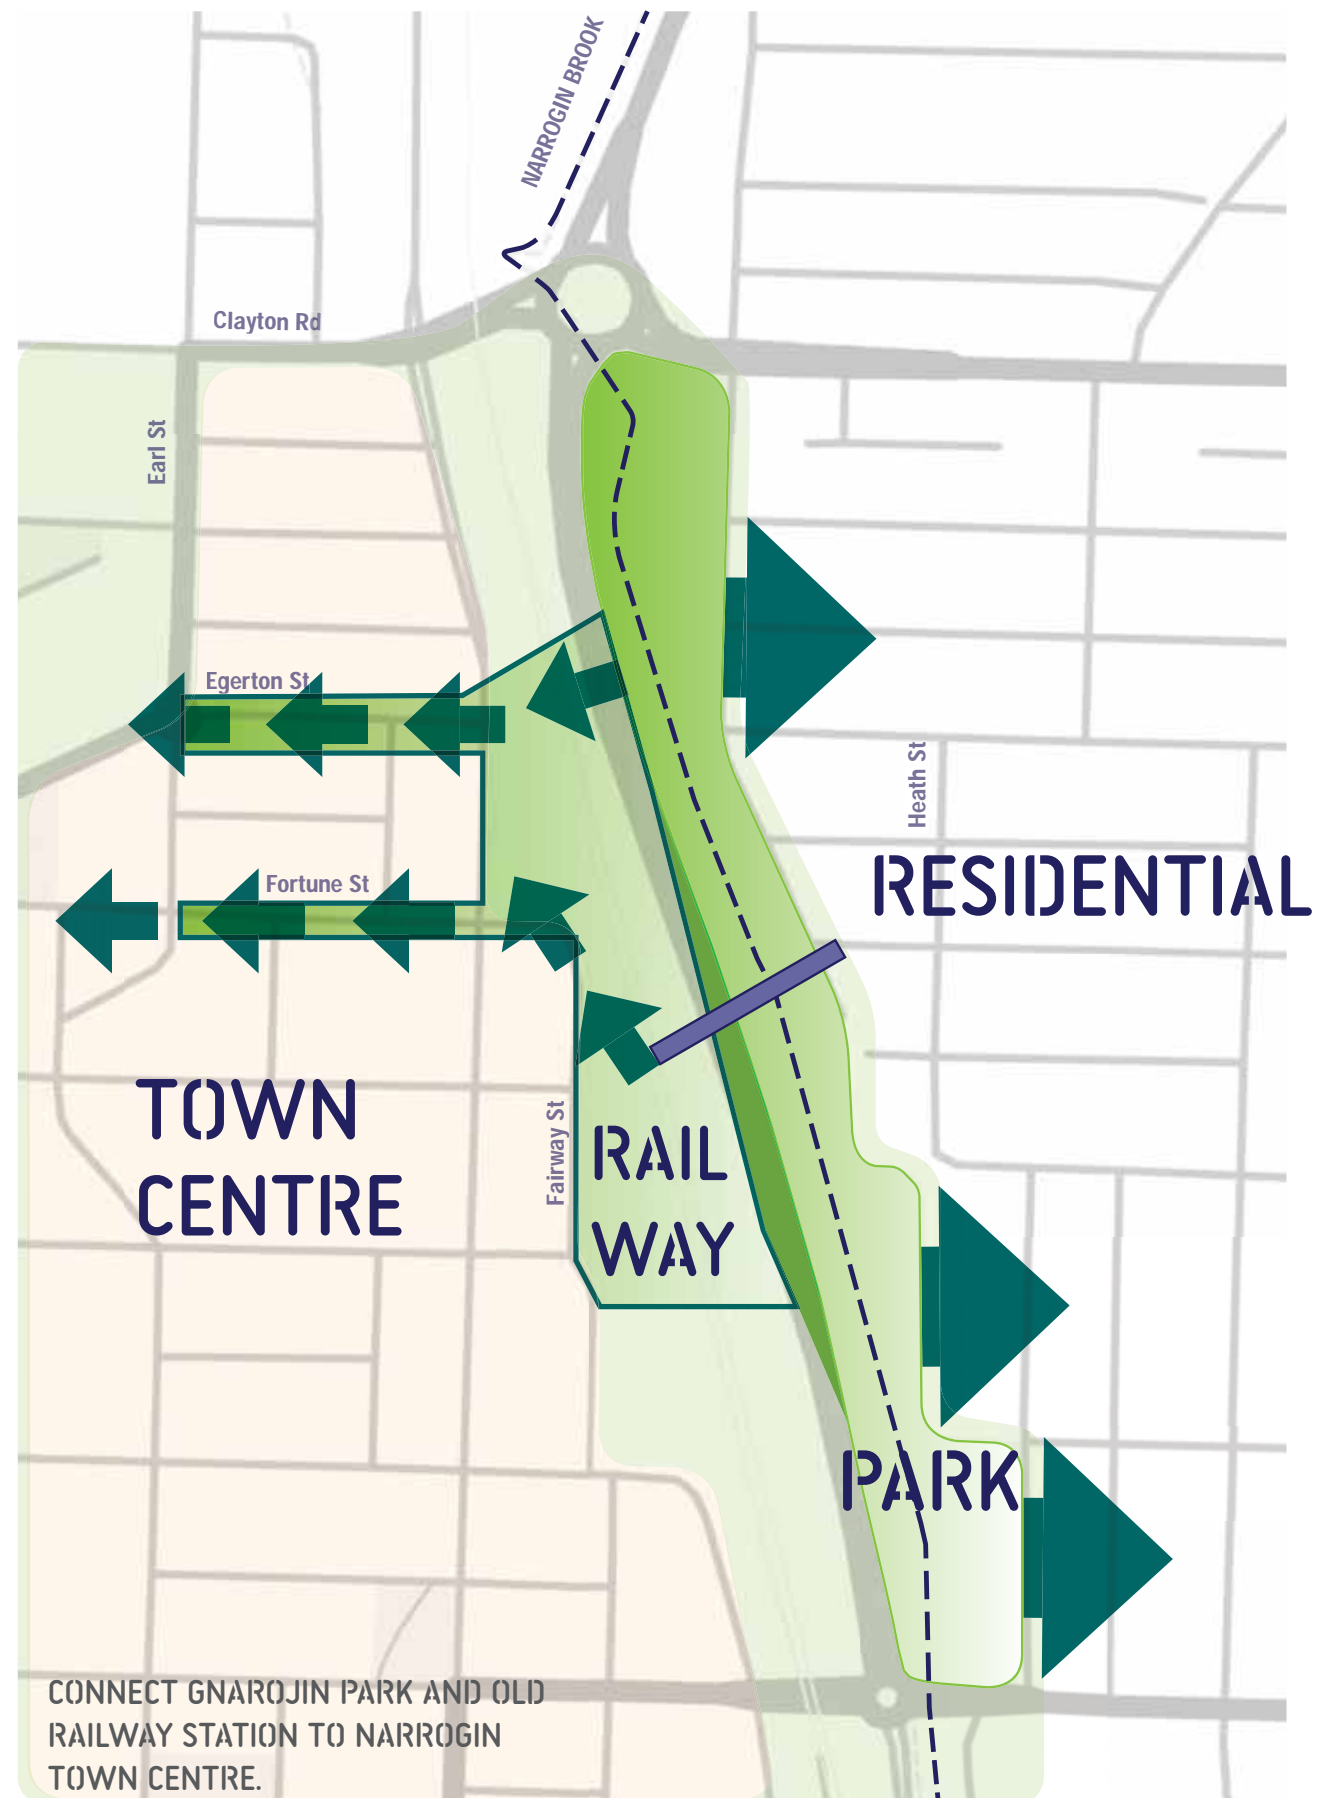 NARROGIN BROOK
Clayton Rd
Earl St
Egerton St
Heath St
RESIDENTIAL
Fortune St
TOWN
CENTRE
Fairway St
RAIL
WAY
PARK
CONNECT GNAROJIN PARK AND OLD
RAILWAY STATION TO NARROGIN
TOWN CENTRE.